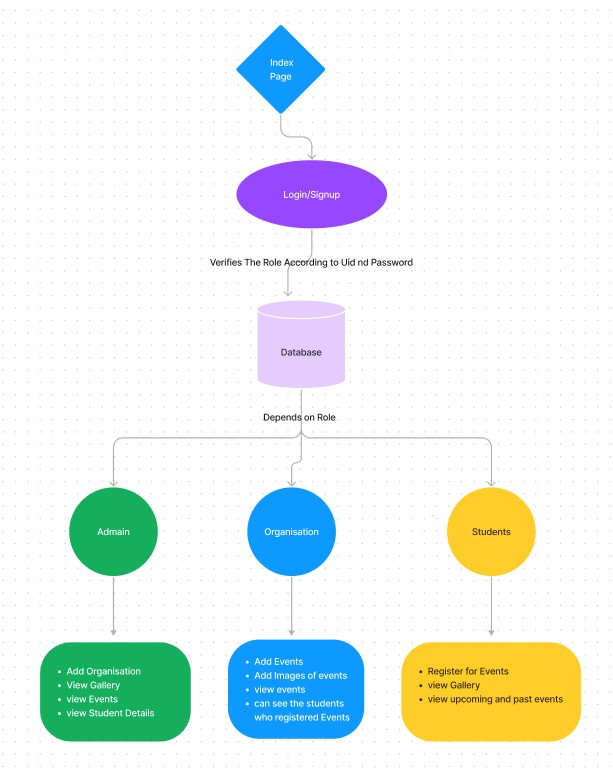 Index
Page
Login/Signup
Verifies The Role According to Uid nd Password
Database
Depends on Role
Admain
Organisation
Students
• Add Organisation
• View Gallery
• view Events
• view Student Details
• Add Events
• Add Images of events
• view events
• can see the students
who registered Events
• Register for Events
• view Gallery
• view upcoming and past events